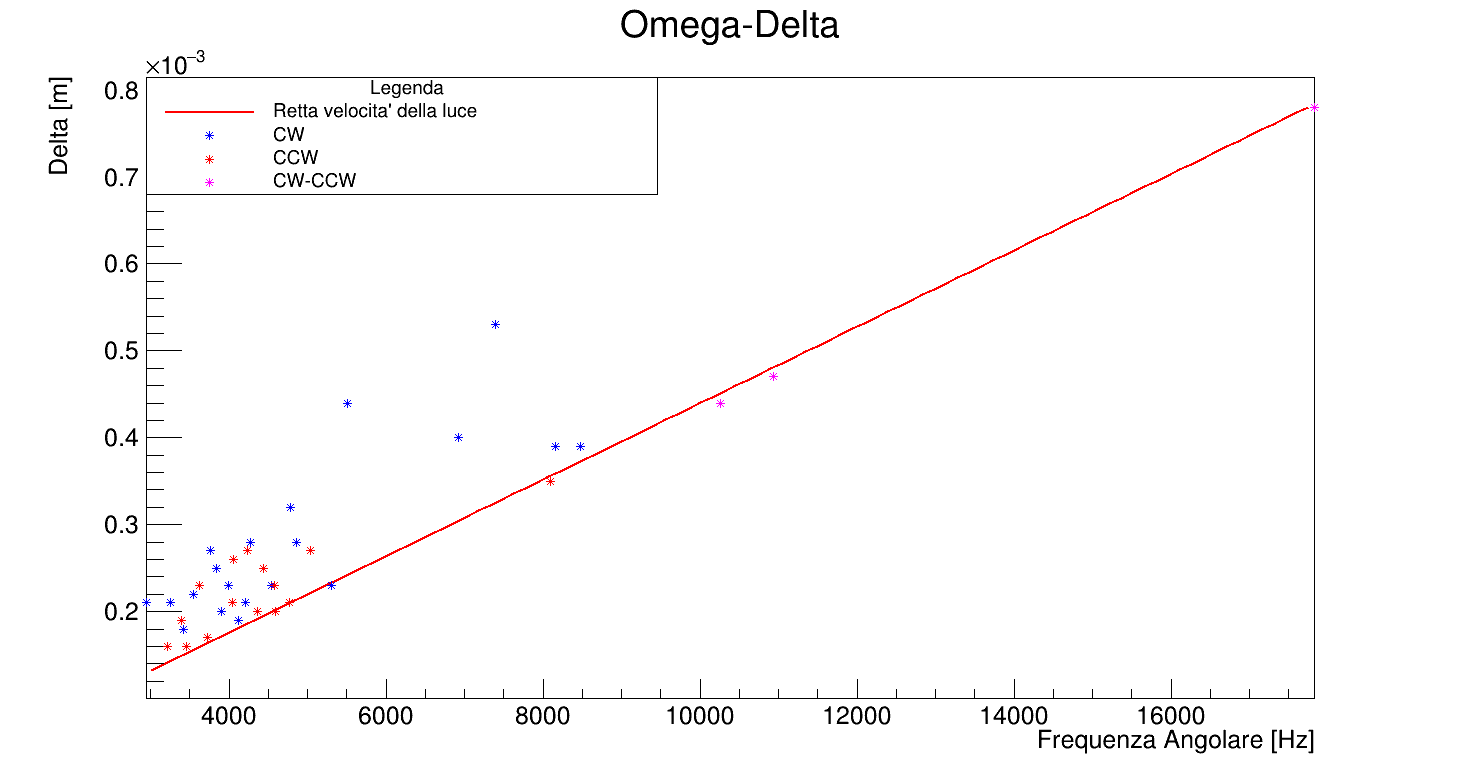 Omega-Delta
×10⁻³
Delta [m]
0.8
0.7
0.6
0.5
0.4
0.3
0.2
Legenda
Retta velocita' della luce
CW
CCW
CW-CCW
4000 6000 8000 10000 12000 14000 16000
Frequenza Angolare [Hz]